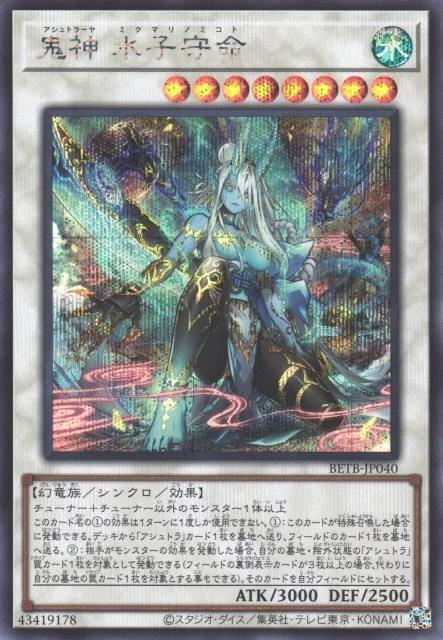 アシュトラーヤ ミクマリノミコト
鬼神 水子守命
水
BETB-JP040
【幻竜族／シンクロ／効果】
チューナー＋チューナー以外のモンスター1体以上
このカード名の①の効果は1ターンに1度しか使用できない。①：このカードが特殊召喚した場合
に発動できる。デッキから「アシュトラ」カード1枚を墓地へ送り、フィールドのカード1枚を墓地
へ送る。②：相手がモンスターの効果を発動した場合、自分の墓地・除外状態の「アシュトラ」
罠カード1枚を対象として発動できる（フィールドの裏側表示カードが3枚以上の場合、代わりに
自分の墓地の罠カード1枚を対象とする事もできる）。そのカードを自分フィールドにセットする。
ATK/3000 DEF/2500
43419178
©スタジオ・ダイス／集英社・テレビ東京・KONAMI